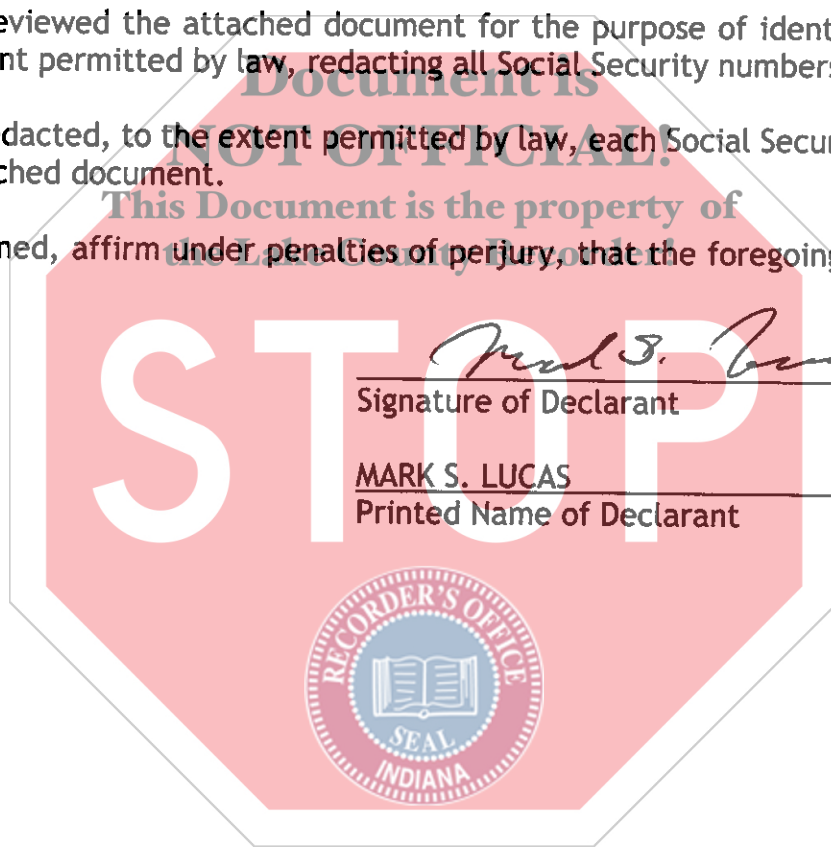 eviewed the attached document for the purpose of ident
nt permitted by law, redacting all Social Security numbers
Document is
dacted, to the extent permitted by law, each Social Secur
NOT OFFICIAL!
ched document.
This Document is the property of
ned, affirm under penalties of perjury, that the foregoing
the Lake County Recorder!
STOP
Signature of Declarant
MARK S. LUCAS
Printed Name of Declarant
RECORDER'S OFFICE
SEAL
INDIANA